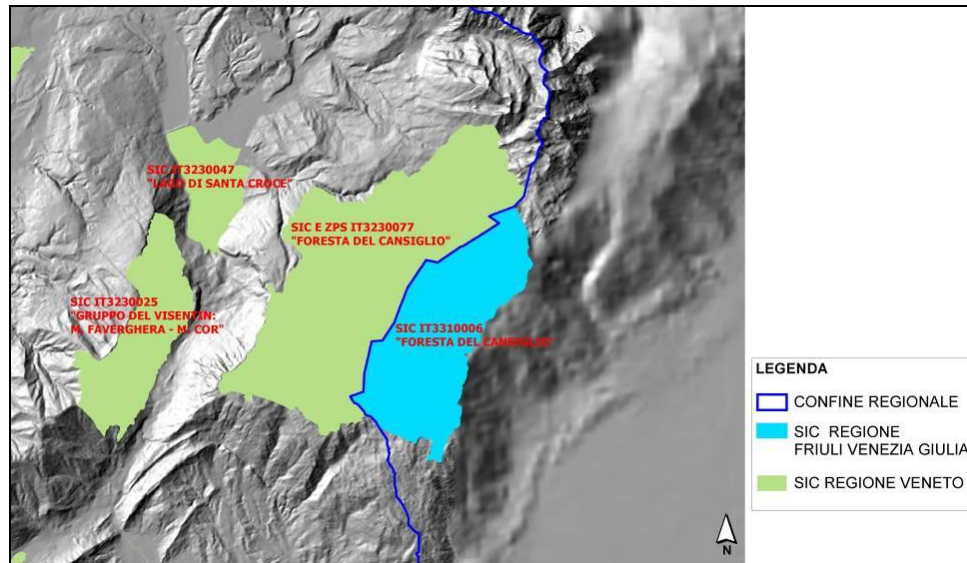 SIC IT3230047
"LAGO DI SANTA CROCE"
SIC E ZPS IT3230077
"FORESTA DEL CANSIGLIO"
SIC IT3230025
"GRUPPO DEL VISENTIN:
M. FAVERGHERA - M. COR"
SIC IT3310006
"FORESTA DEL CANSIGLIO"
LEGENDA
CONFINE REGIONALE
SIC REGIONE
FRIULI VENEZIA GIULIA
SIC REGIONE VENETO
N